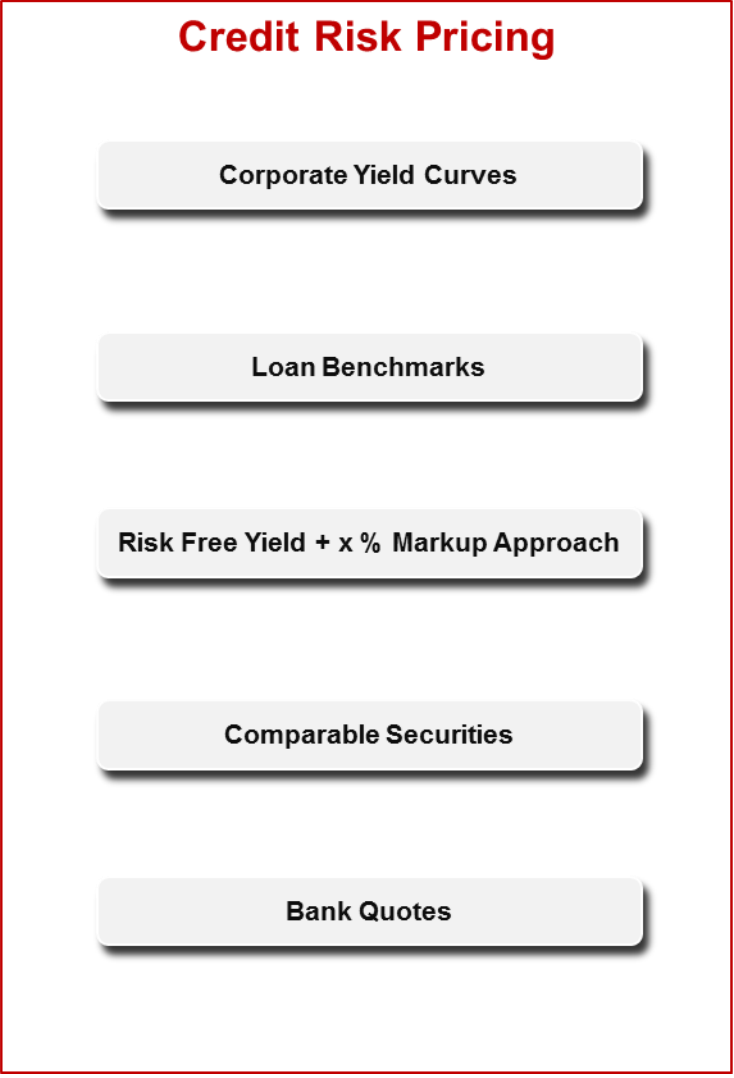 Credit Risk Pricing
Corporate Yield Curves
Loan Benchmarks
Risk Free Yield + x % Markup Approach
Comparable Securities
Bank Quotes